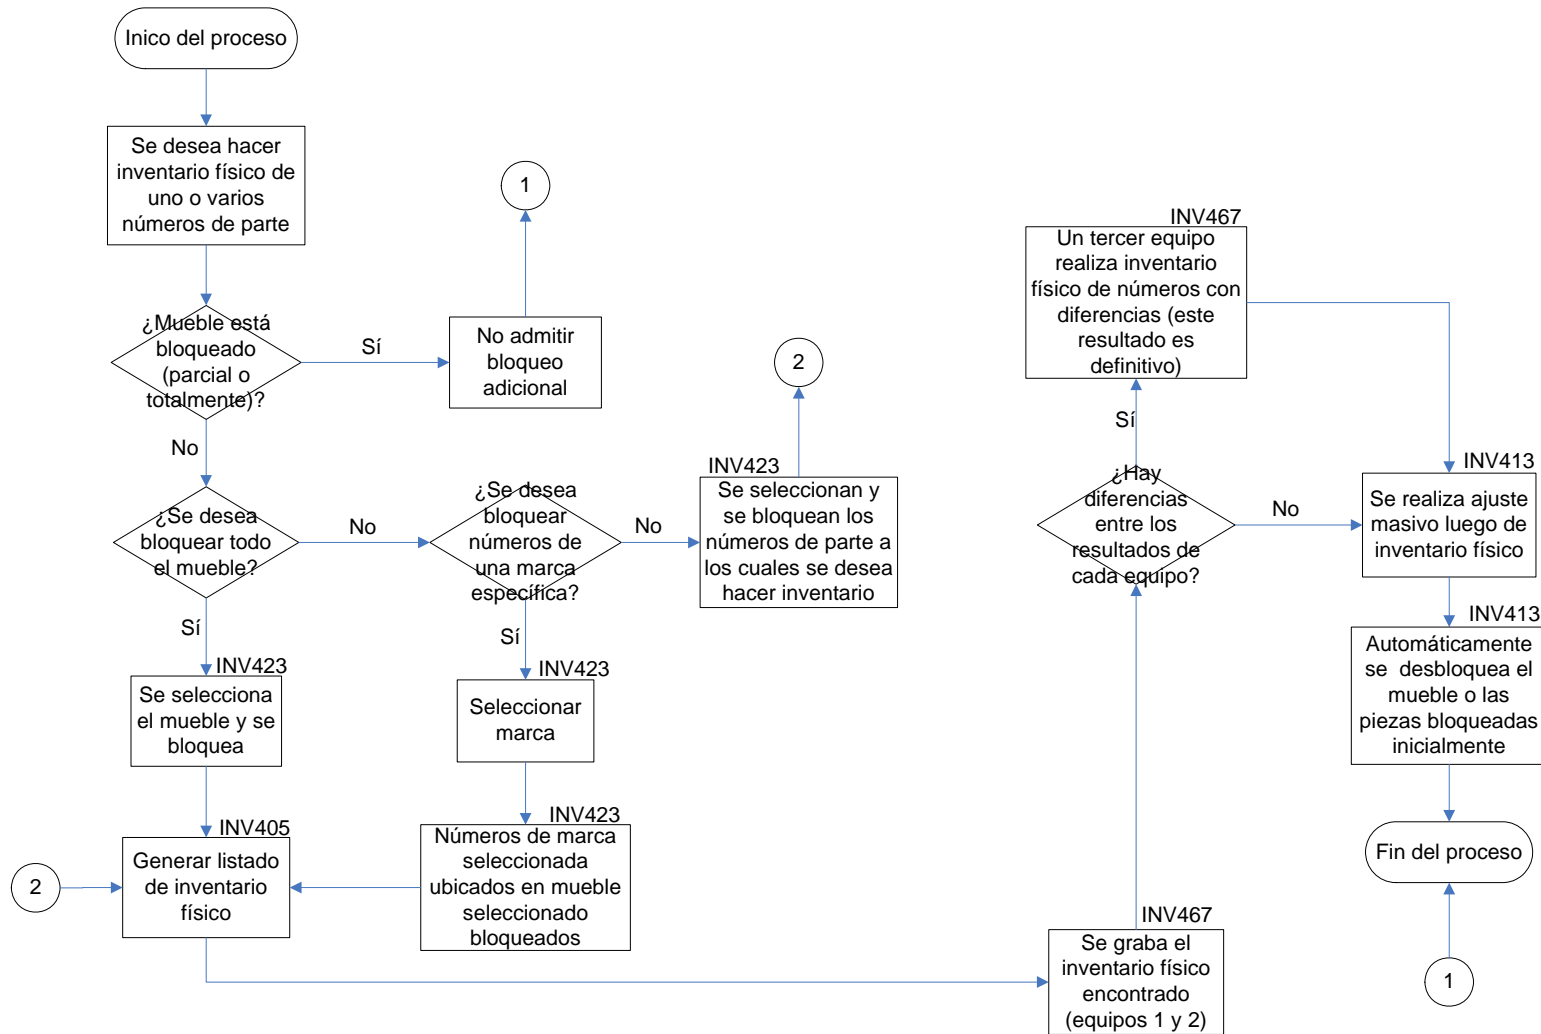 Inico del proceso
Se desea hacer
inventario físico de
uno o varios
números de parte
¿Mueble está
bloqueado
(parcial o
totalmente)?
Sí
No admitir
bloqueo
adicional
1
No
¿Se desea
bloquear todo
el mueble?
No
¿Se desea
bloquear
números de
una marca
específica?
No
INV423
Se seleccionan y
se bloquean los
números de parte a
los cuales se desea
hacer inventario
2
Sí
INV423
Se selecciona
el mueble y se
bloquea
Sí
INV423
Seleccionar
marca
INV423
Números de marca
seleccionada
ubicados en mueble
seleccionado
bloqueados
INV405
Generar listado
de inventario
físico
2
INV467
Se graba el
inventario físico
encontrado
(equipos 1 y 2)
¿Hay
diferencias
entre los
resultados de
cada equipo?
Sí
INV467
Un tercer equipo
realiza inventario
físico de números con
diferencias (este
resultado es
definitivo)
No
INV413
Se realiza ajuste
masivo luego de
inventario físico
INV413
Automáticamente
se desbloquea el
mueble o las
piezas bloqueadas
inicialmente
Fin del proceso
1